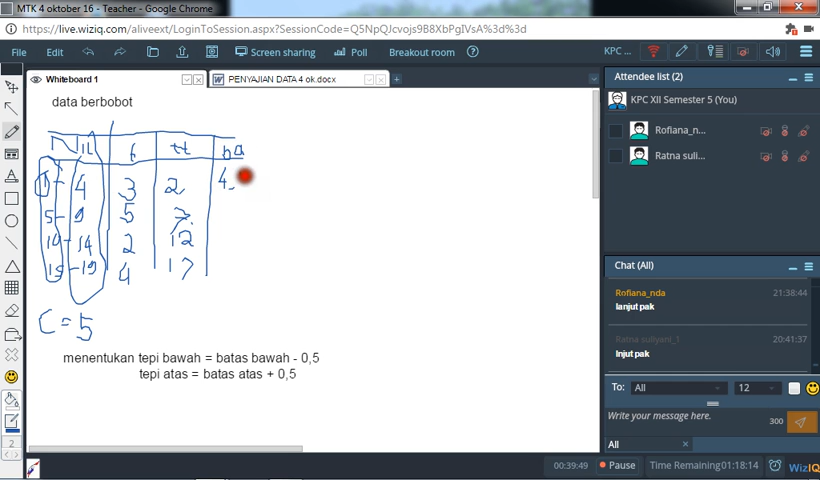 MTK 4 oktober 16 - Teacher - Google Chrome
https://live.wiziq.com/aliveext/LoginToSession.aspx?SessionCode=Q5NpQJcvojs9B8XbPgIVsA%3d%3d
File Edit Screen sharing Poll Breakout room KPC ...
Whiteboard 1 PENYAJIAN DATA 4 ok.docx
Attendee list (2)
KPC XII Semester 5 (You)
Rofiana_n...
Ratna suli...
data berbobot
f tt ba
4 3 2 4
5 - 9 5 7
10 - 14 2 12
15 - 19 4 17
C = 5
menentukan tepi bawah = batas bawah - 0,5
tepi atas = batas atas + 0,5
Chat (All)
Rofiana_nda 21:38:44
lanjut pak
Ratna suliyani_1 20:41:37
lnjut pak
To: All 12
Write your message here. 300
All
2
00:39:49 Pause Time Remaining 01:18:14 WizIQ